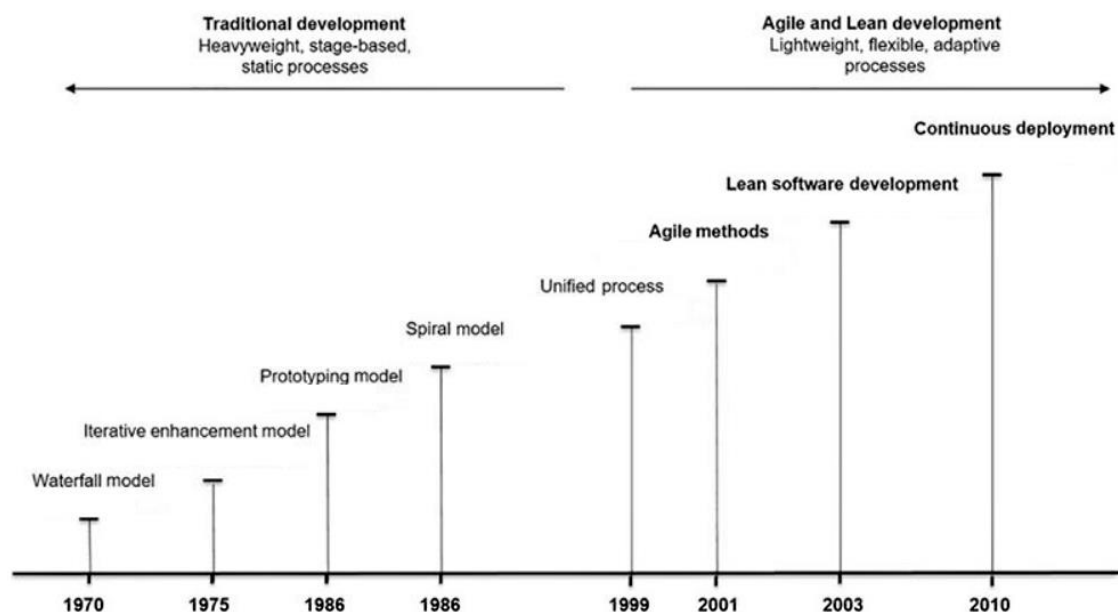 Traditional development
Heavyweight, stage-based,
static processes
Agile and Lean development
Lightweight, flexible, adaptive
processes
Continuous deployment
Lean software development
Agile methods
Unified process
Spiral model
Prototyping model
Iterative enhancement model
Waterfall model
1970 1975 1986 1986 1999 2001 2003 2010